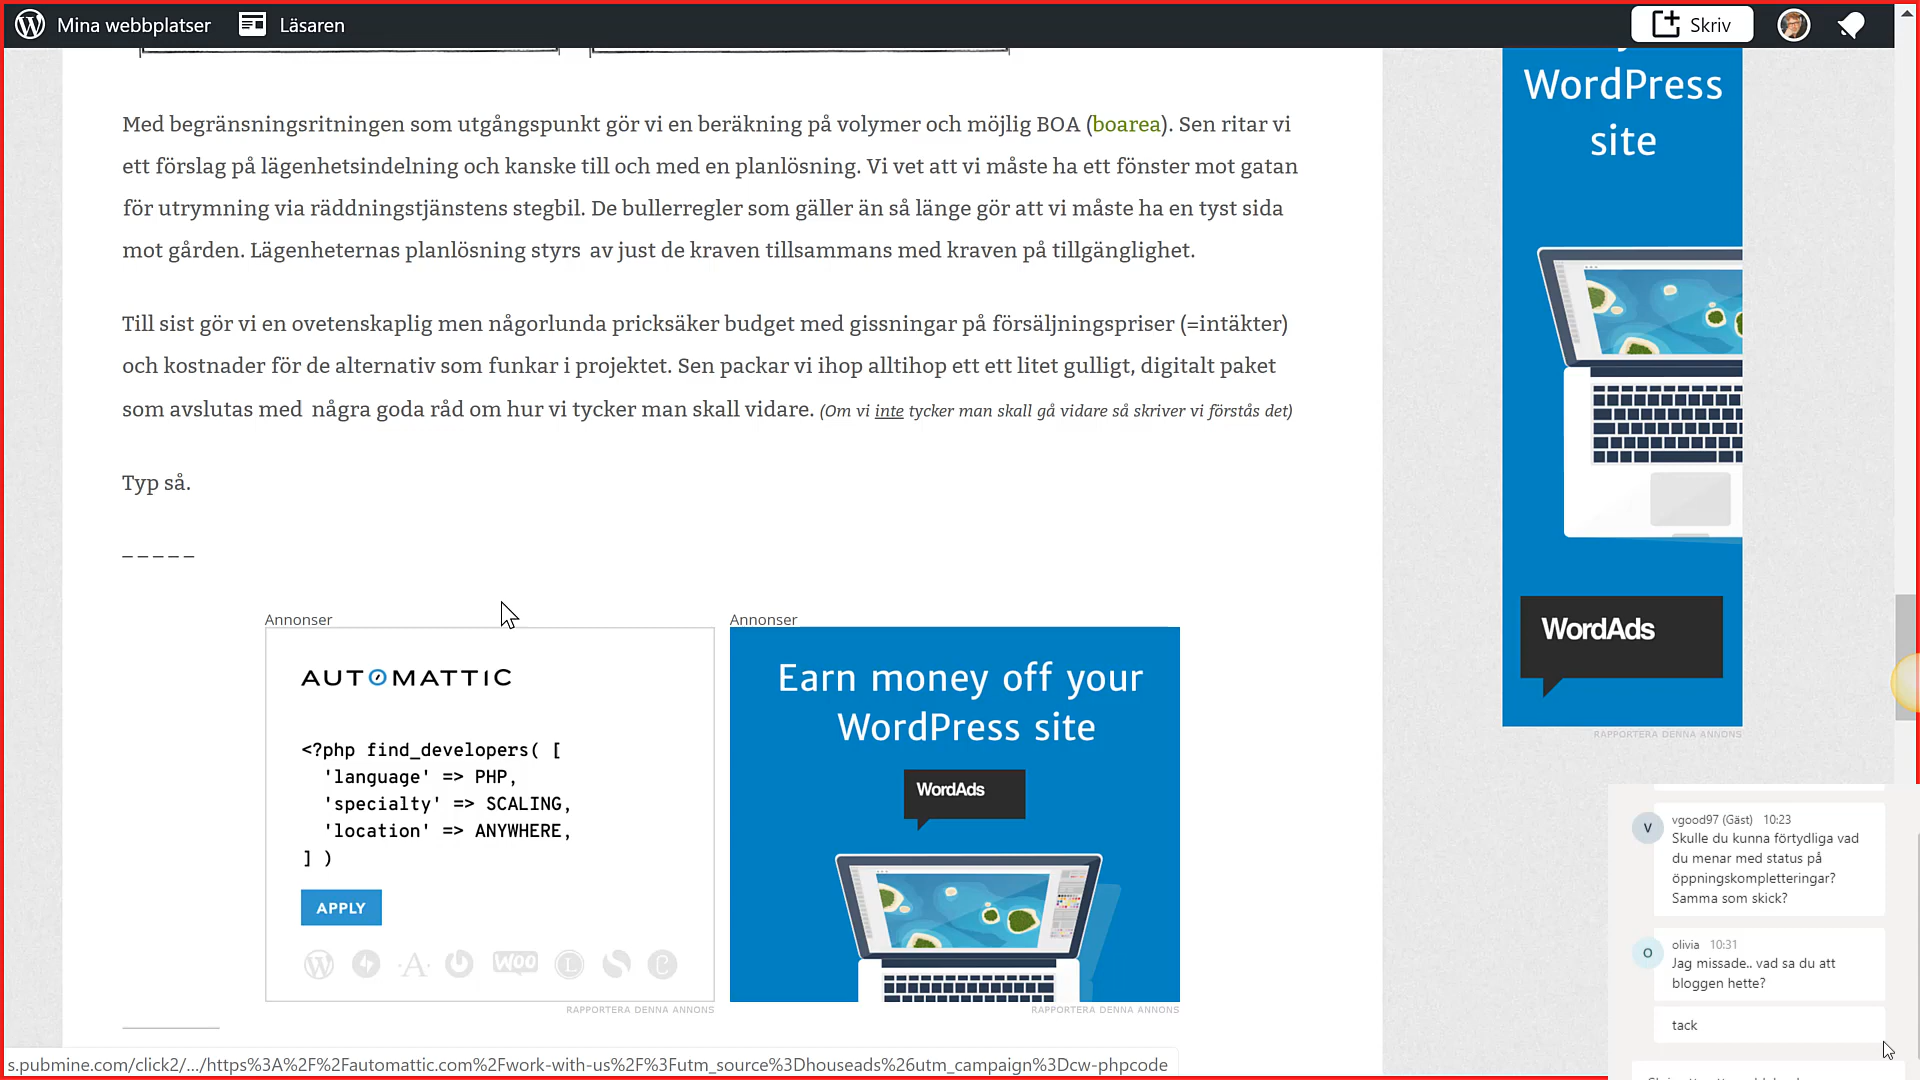 Mina webbplatser
Läsaren
Skriv
Med begränsningsritningen som utgångspunkt gör vi en beräkning på volymer och möjlig BOA (boarea). Sen ritar vi
ett förslag på lägenhetsindelning och kanske till och med en planlösning. Vi vet att vi måste ha ett fönster mot gatan
för utrymning via räddningstjänstens stegbil. De bullerregler som gäller än så länge gör att vi måste ha en tyst sida
mot gården. Lägenheternas planlösning styrs av just de kraven tillsammans med kraven på tillgänglighet.
Till sist gör vi en ovetenskaplig men någorlunda pricksäker budget med gissningar på försäljningspriser (=intäkter)
och kostnader för de alternativ som funkar i projektet. Sen packar vi ihop alltihop ett ett litet gulligt, digitalt paket
som avslutas med några goda råd om hur vi tycker man skall vidare. (Om vi inte tycker man skall gå vidare så skriver vi förstås det)
Typ så.
_ _ _ _ _
Annonser
AUTOMATTIC
<?php find_developers( [
'language' => PHP,
'specialty' => SCALING,
'location' => ANYWHERE,
] )
APPLY
WOO
RAPPORTERA DENNA ANNONS
Annonser
Earn money off your
WordPress site
WordAds
RAPPORTERA DENNA ANNONS
WordPress
site
WordAds
RAPPORTERA DENNA ANNONS
V
vgood97 (Gäst) 10:23
Skulle du kunna förtydliga vad
du menar med status på
öppningskompletteringar?
Samma som skick?
O
olivia 10:31
Jag missade.. vad sa du att
bloggen hette?
tack
s.pubmine.com/click2/.../https%3A%2F%2Fautomattic.com%2Fwork-with-us%2F%3Futm_source%3Dhouseads%26utm_campaign%3Dcw-phpcode